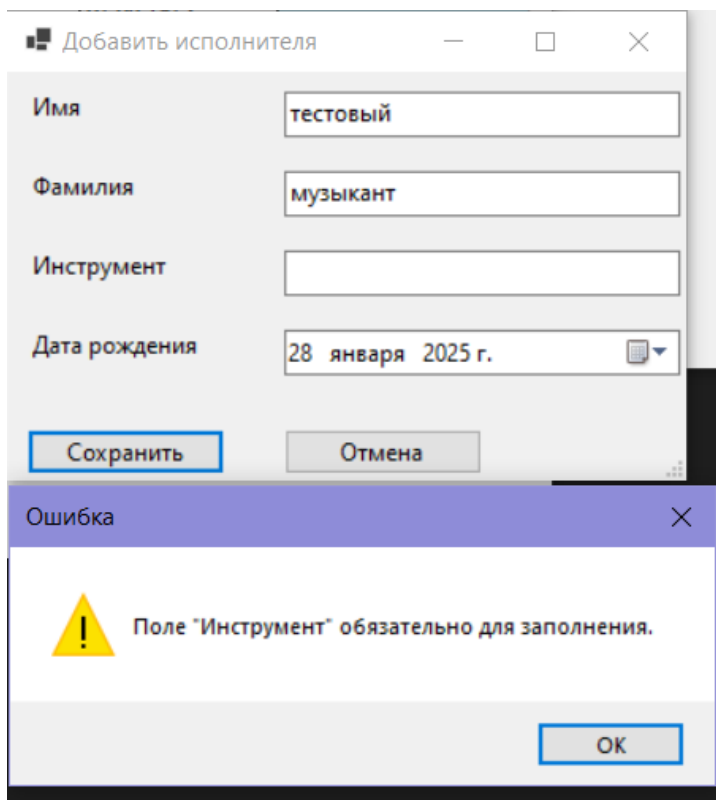 Добавить исполнителя
Имя
тестовый
Фамилия
музыкант
Инструмент
Дата рождения
28 января 2025 г.
Сохранить Отмена
Ошибка
Поле "Инструмент" обязательно для заполнения.
ОК